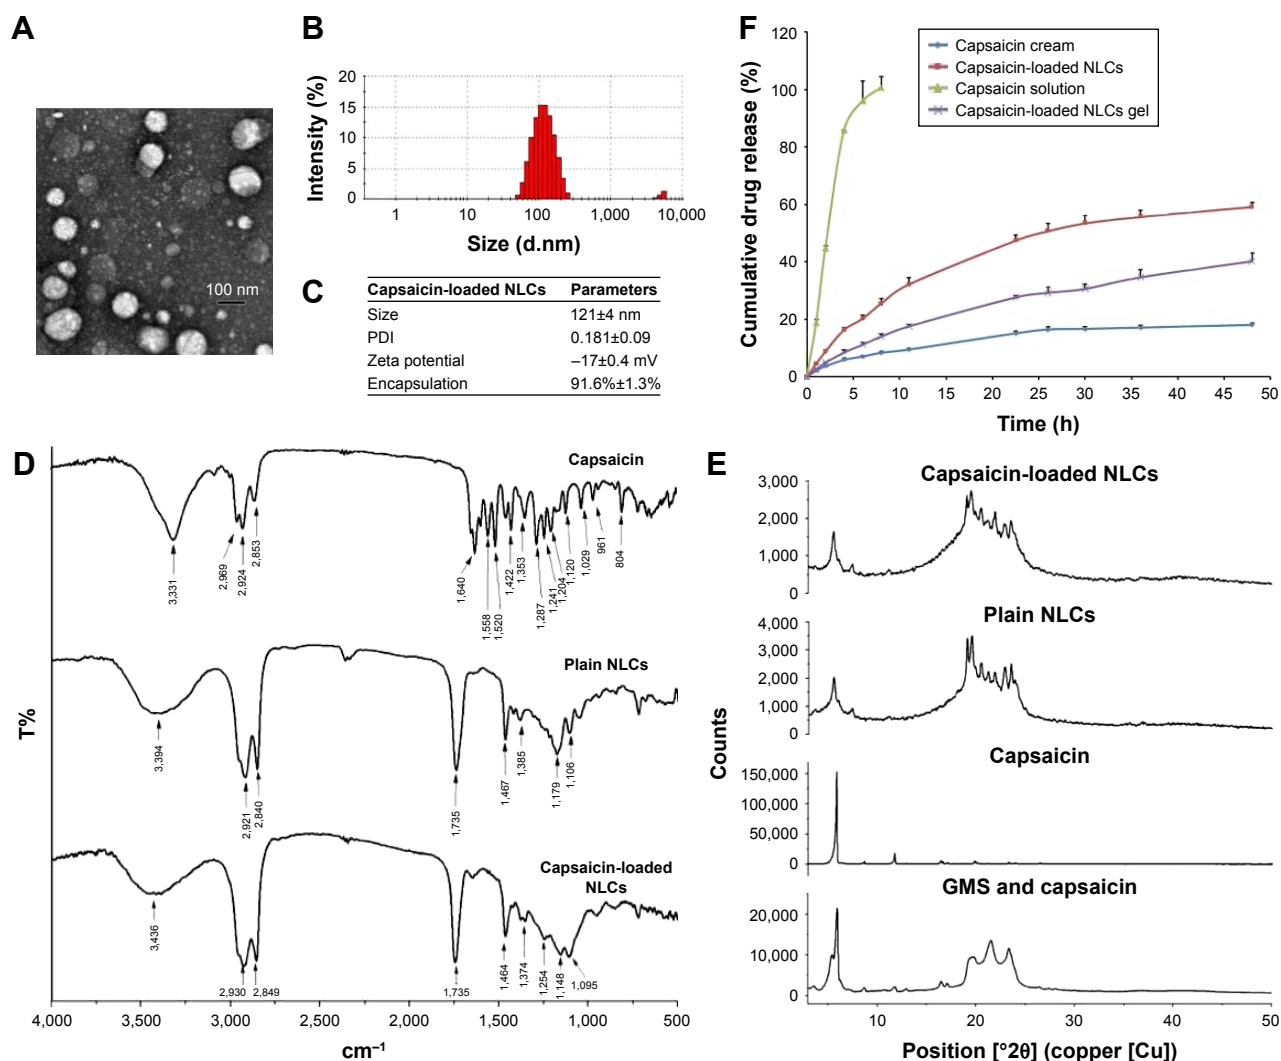 A
100 nm
B
Intensity (%)
20
15
10
5
0
1
10
100
1,000
10,000
Size (d.nm)
C
Capsaicin-loaded NLCs Parameters
Size 121±4 nm
PDI 0.181±0.09
Zeta potential –17±0.4 mV
Encapsulation 91.6%±1.3%
F
Cumulative drug release (%)
120
100
80
60
40
20
0
Capsaicin cream
Capsaicin-loaded NLCs
Capsaicin solution
Capsaicin-loaded NLCs gel
0 5 10 15 20 25 30 35 40 45 50
Time (h)
D
T%
Capsaicin
3,331
2,969
2,924
2,853
1,640
1,558
1,520
1,422
1,353
1,287
1,241
1,204
1,120
1,029
961
804
Plain NLCs
3,394
2,921
2,840
1,735
1,467
1,385
1,179
1,106
Capsaicin-loaded
NLCs
3,436
2,930
2,849
1,735
1,464
1,374
1,254
1,148
1,095
4,000 3,500 3,000 2,500 2,000 1,500 1,000 500
cm–1
E
Counts
Capsaicin-loaded NLCs
3,000
2,000
1,000
0
Plain NLCs
4,000
3,000
2,000
1,000
0
Capsaicin
150,000
100,000
50,000
0
GMS and capsaicin
20,000
10,000
0
10 20 30 40 50
Position [°2θ] (copper [Cu])